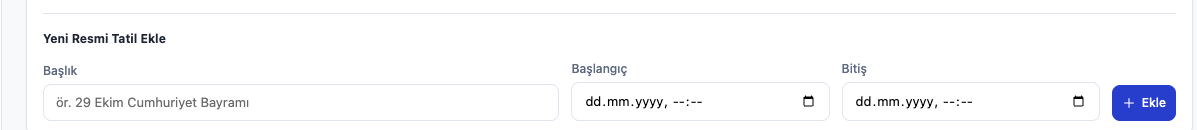 Yeni Resmi Tatil Ekle
Başlık
Başlangıç
Bitiş
ör. 29 Ekim Cumhuriyet Bayramı
dd.mm.yyyy, --:--
dd.mm.yyyy, --:--
+ Ekle